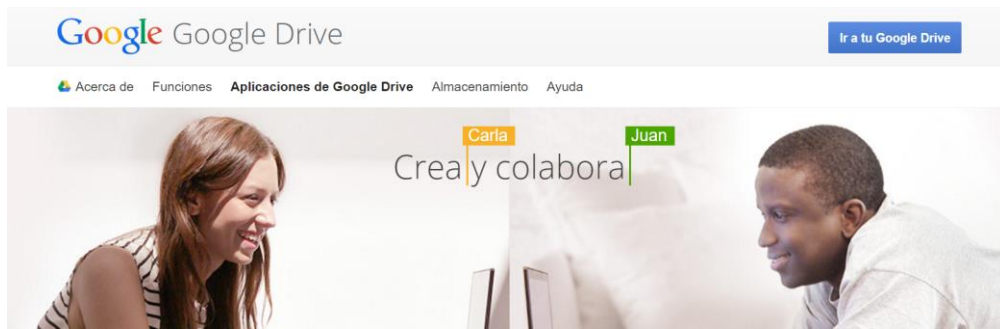 Google Google Drive
Ir a tu Google Drive
Acerca de Funciones Aplicaciones de Google Drive Almacenamiento Ayuda
Carla Juan
Crea y colabora